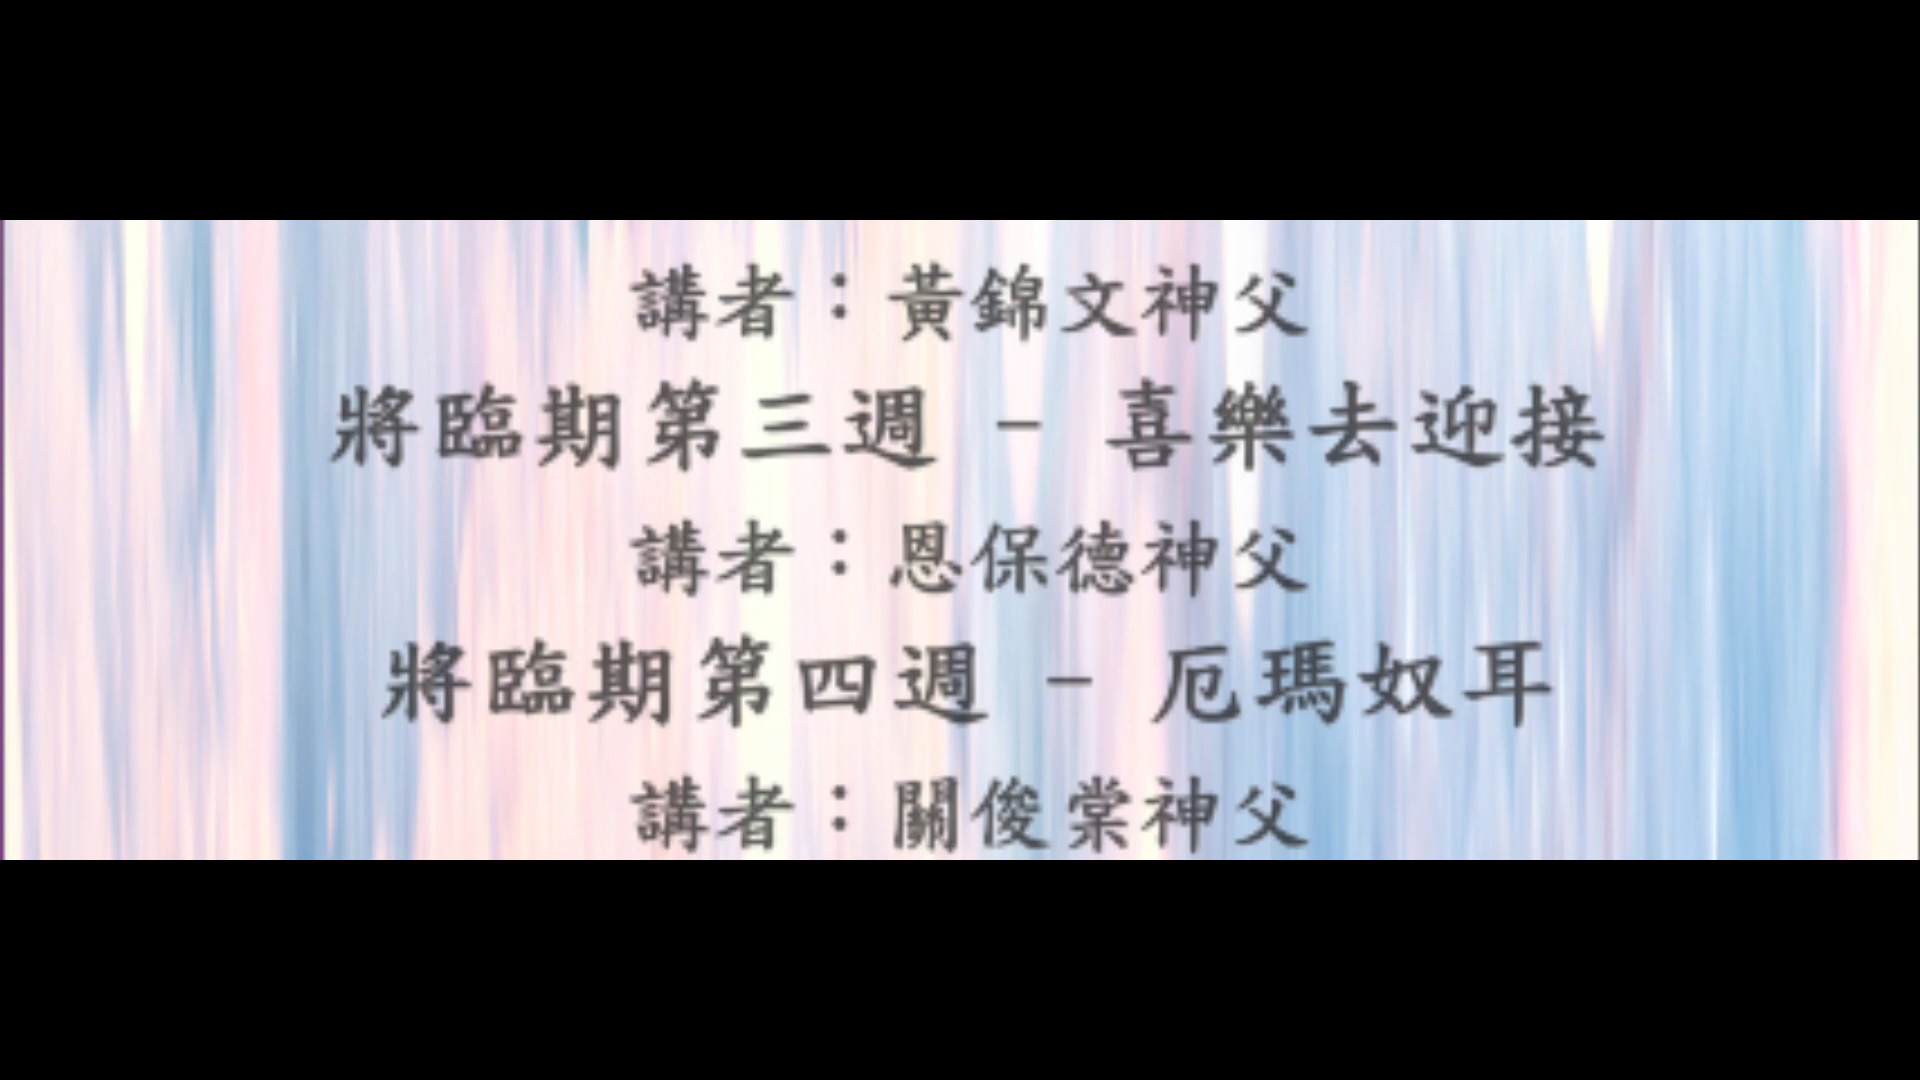 講者：黃錦文神父
將臨期第三週 - 喜樂去迎接
講者：恩保德神父
將臨期第四週 - 厄瑪奴耳
講者：關俊棠神父